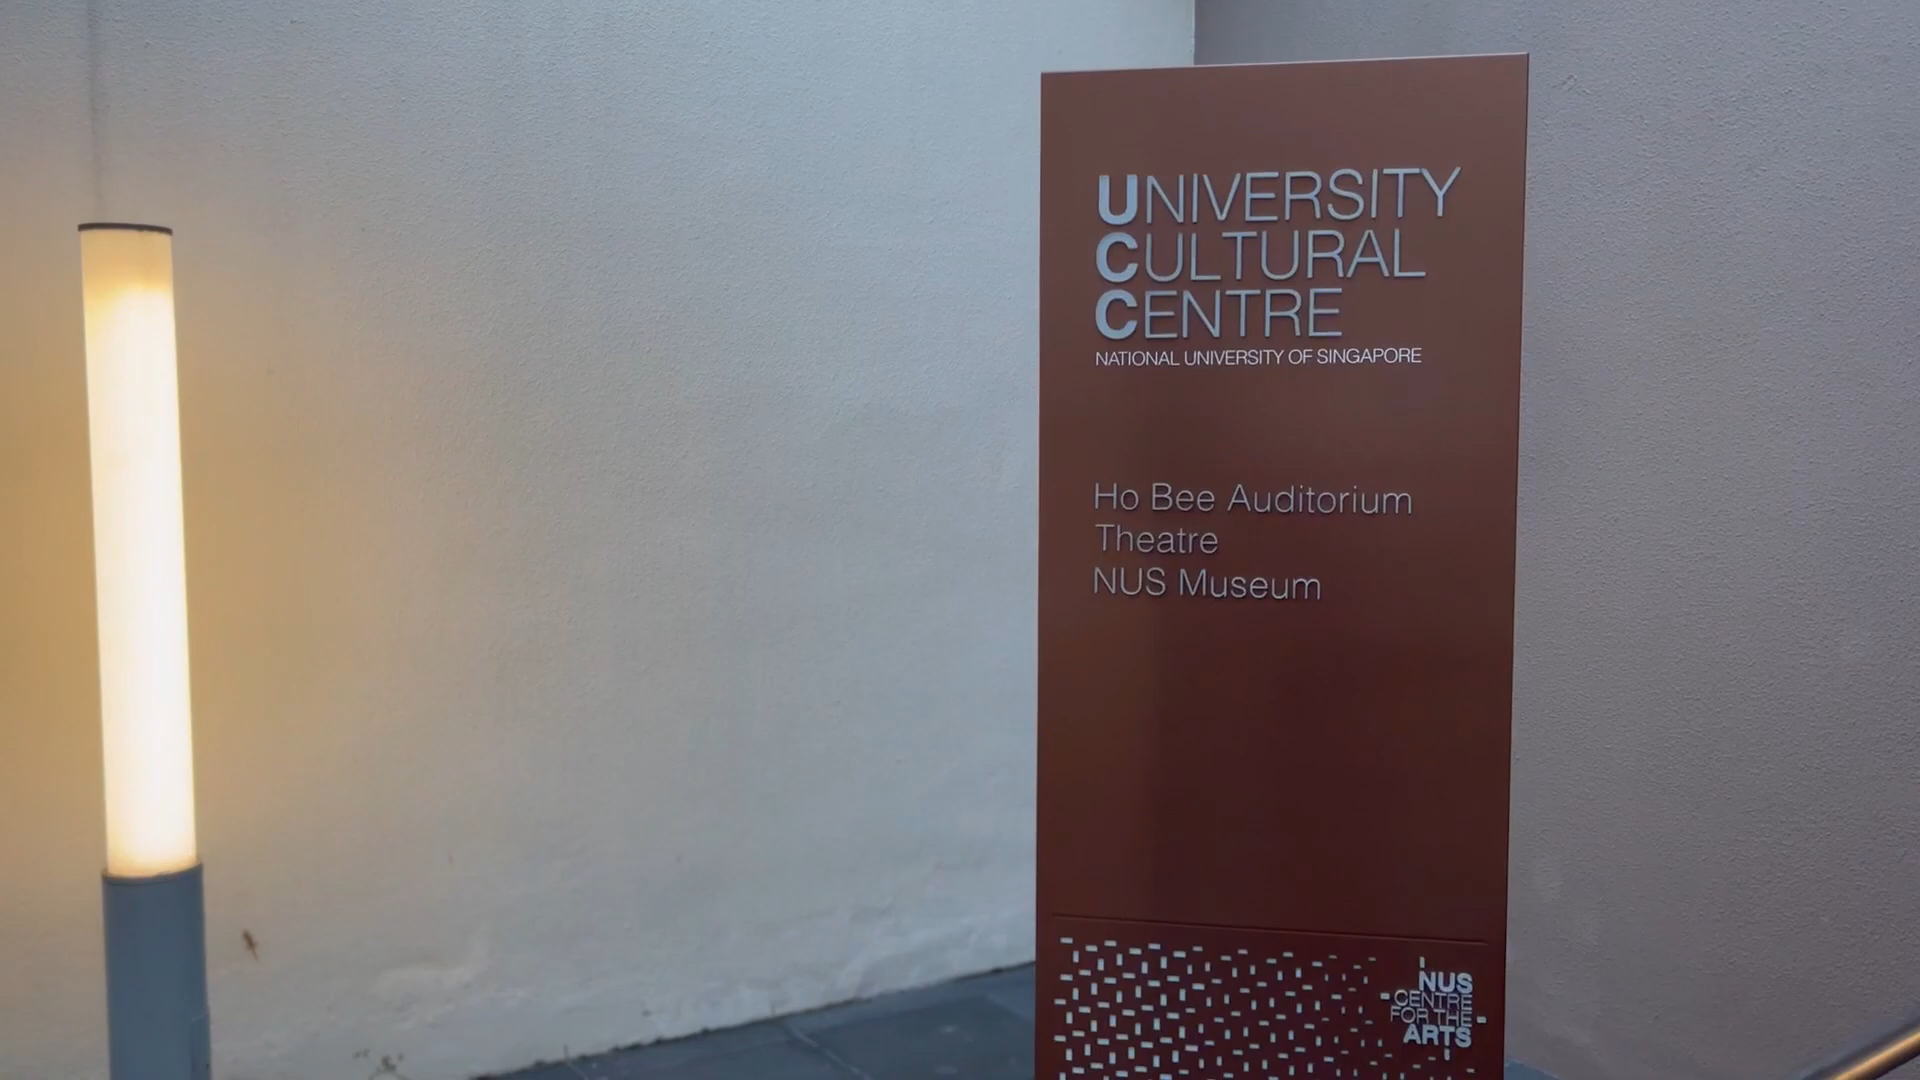 UNIVERSITY
CULTURAL
CENTRE
NATIONAL UNIVERSITY OF SINGAPORE
Ho Bee Auditorium
Theatre
NUS Museum
NUS
CENTRE
FOR THE
ARTS